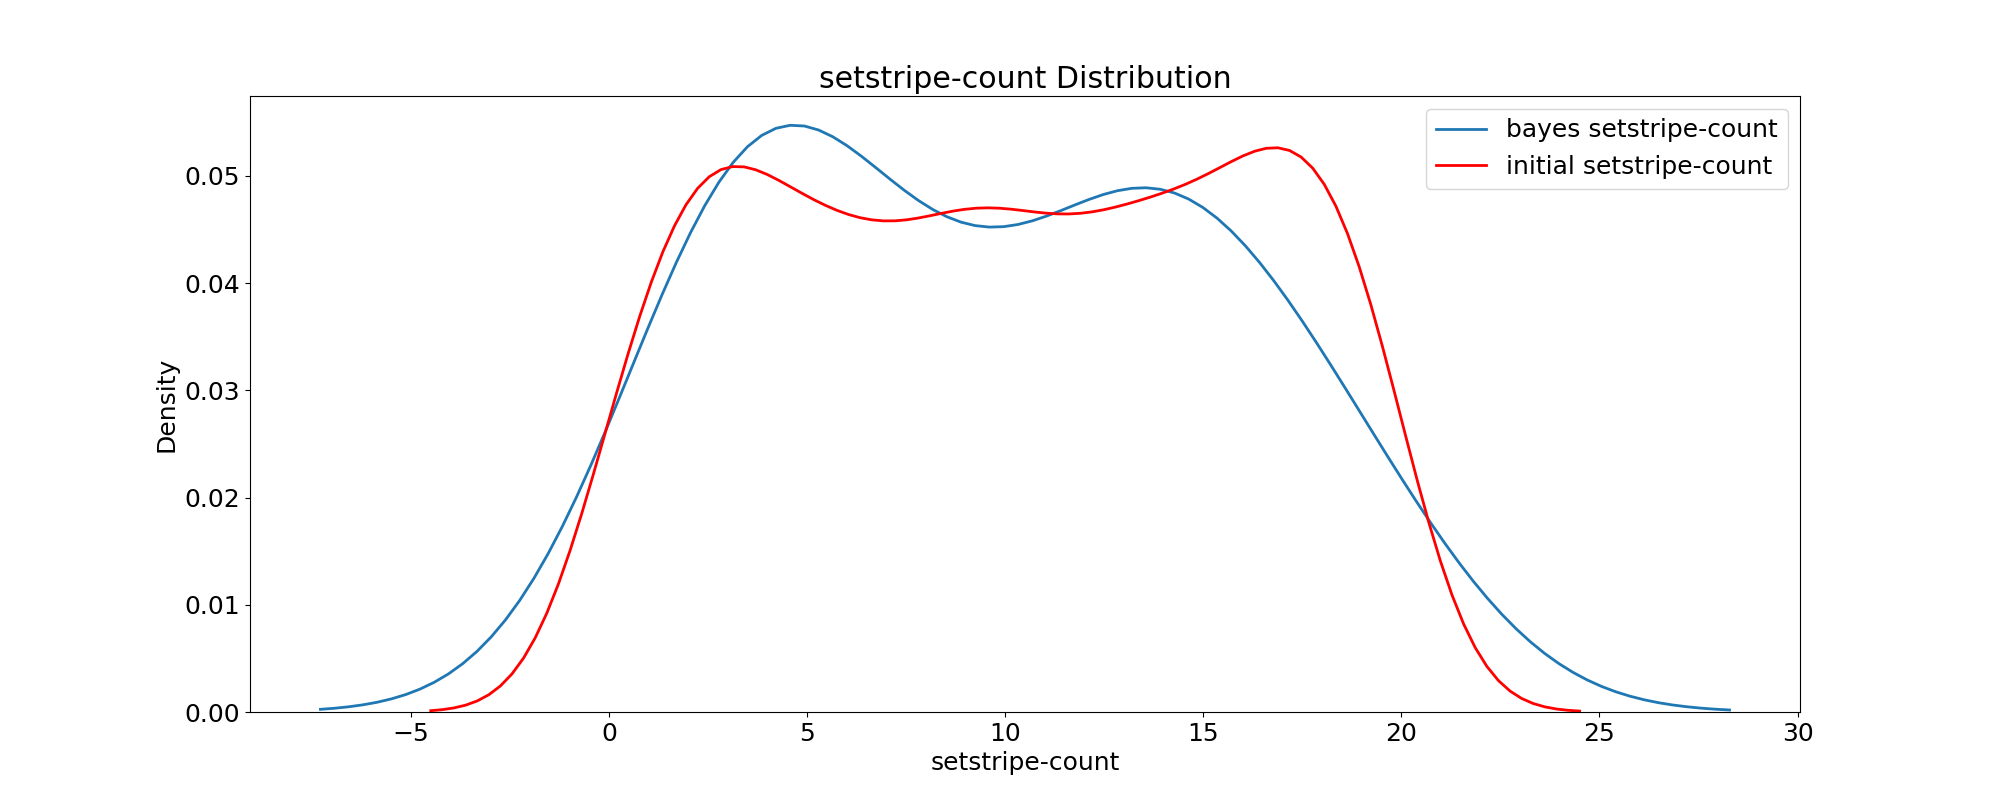 setstripe-count Distribution
bayes setstripe-count
initial setstripe-count
Density
0.05
0.04
0.03
0.02
0.01
0.00
−5 0 5 10 15 20 25 30
setstripe-count